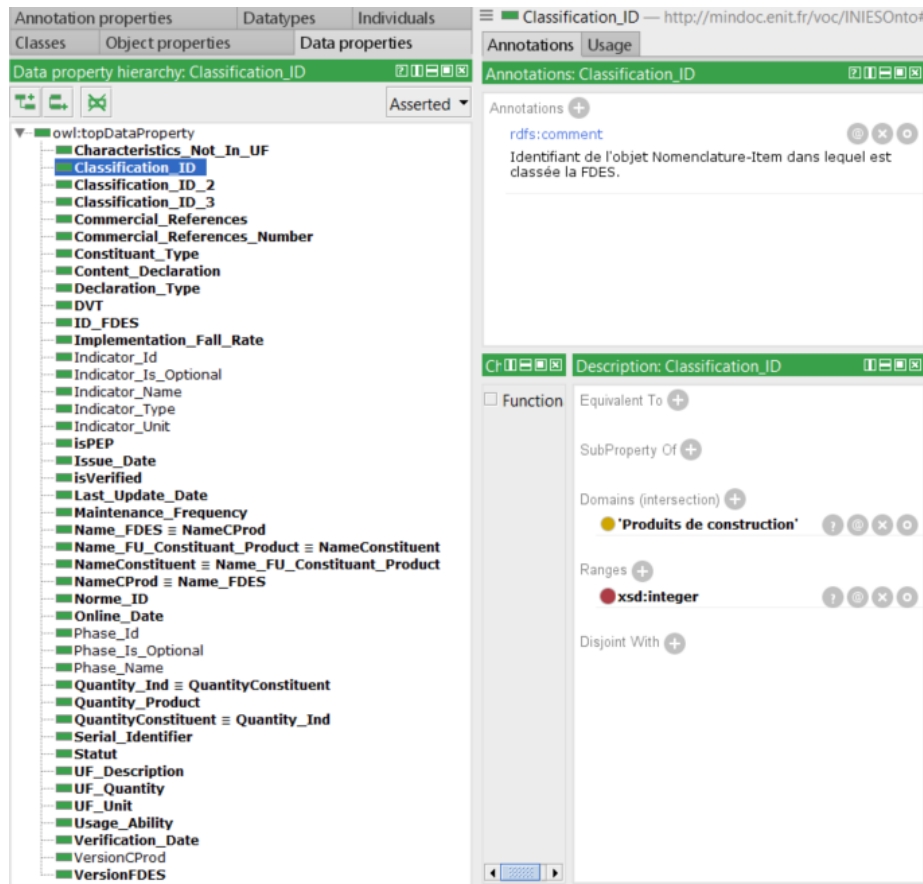 Annotation properties Datatypes Individuals
Classes Object properties Data properties
Data property hierarchy: Classification_ID
Asserted
owl:topDataProperty
Characteristics_Not_In_UF
Classification_ID
Classification_ID_2
Classification_ID_3
Commercial_References
Commercial_References_Number
Constituant_Type
Content_Declaration
Declaration_Type
DVT
ID_FDES
Implementation_Fall_Rate
Indicator_Id
Indicator_Is_Optional
Indicator_Name
Indicator_Type
Indicator_Unit
isPEP
Issue_Date
isVerified
Last_Update_Date
Maintenance_Frequency
Name_FDES ≡ NameCProd
Name_FU_Constituant_Product ≡ NameConstituent
NameConstituent ≡ Name_FU_Constituant_Product
NameCProd ≡ Name_FDES
Norme_ID
Online_Date
Phase_Id
Phase_Is_Optional
Phase_Name
Quantity_Ind ≡ QuantityConstituent
Quantity_Product
QuantityConstituent ≡ Quantity_Ind
Serial_Identifier
Statut
UF_Description
UF_Quantity
UF_Unit
Usage_Ability
Verification_Date
VersionCProd
VersionFDES
Classification_ID — http://mindoc.enit.fr/voc/INIESOnto#
Annotations Usage
Annotations: Classification_ID
Annotations
rdfs:comment
Identifiant de l'objet Nomenclature-Item dans lequel est
classée la FDES.
Description: Classification_ID
Function
Equivalent To
SubProperty Of
Domains (intersection)
'Produits de construction'
Ranges
xsd:integer
Disjoint With